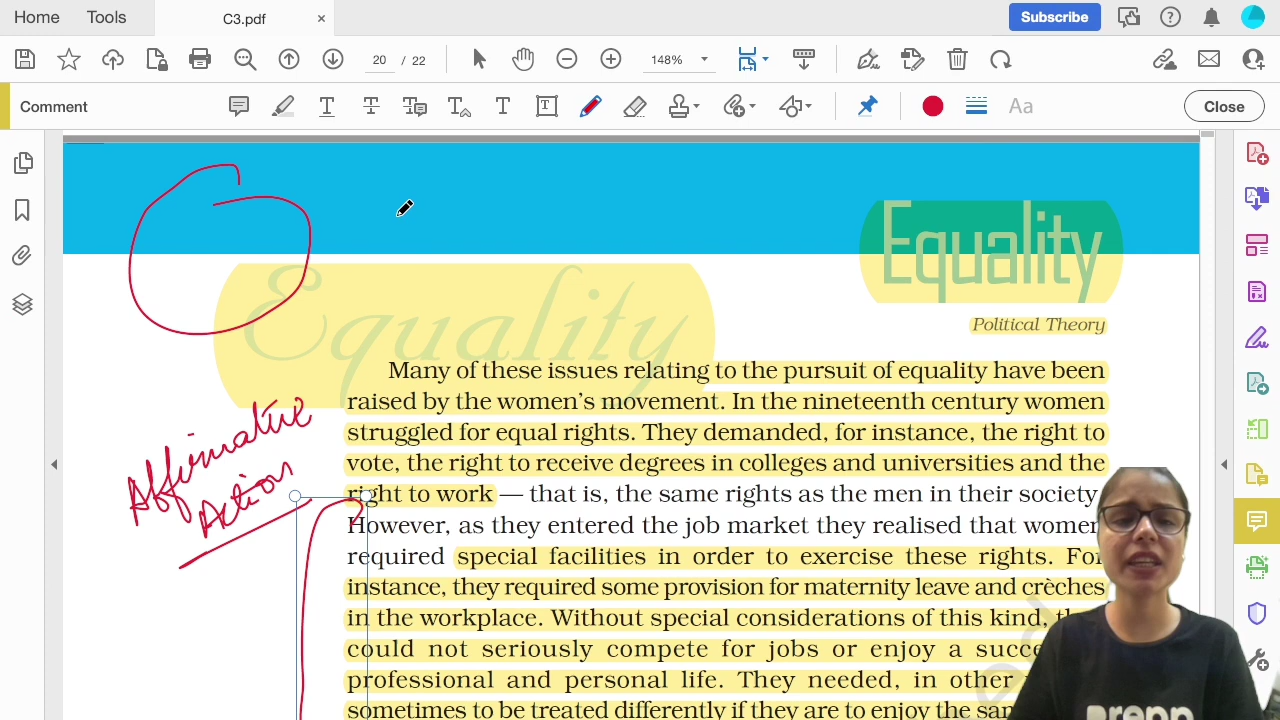 Home Tools C3.pdf × Subscribe
20 / 22 148%
Comment Aa Close
Equality
Equality
Political Theory
Many of these issues relating to the pursuit of equality have been
raised by the women's movement. In the nineteenth century women
struggled for equal rights. They demanded, for instance, the right to
vote, the right to receive degrees in colleges and universities and the
right to work — that is, the same rights as the men in their society.
However, as they entered the job market they realised that women
required special facilities in order to exercise these rights. For
instance, they required some provision for maternity leave and crèches
in the workplace. Without special considerations of this kind,
could not seriously compete for jobs or enjoy a
professional and personal life. They needed, in other
sometimes to be treated differently if they are to enjoy the
Affirmative
Action
prepp